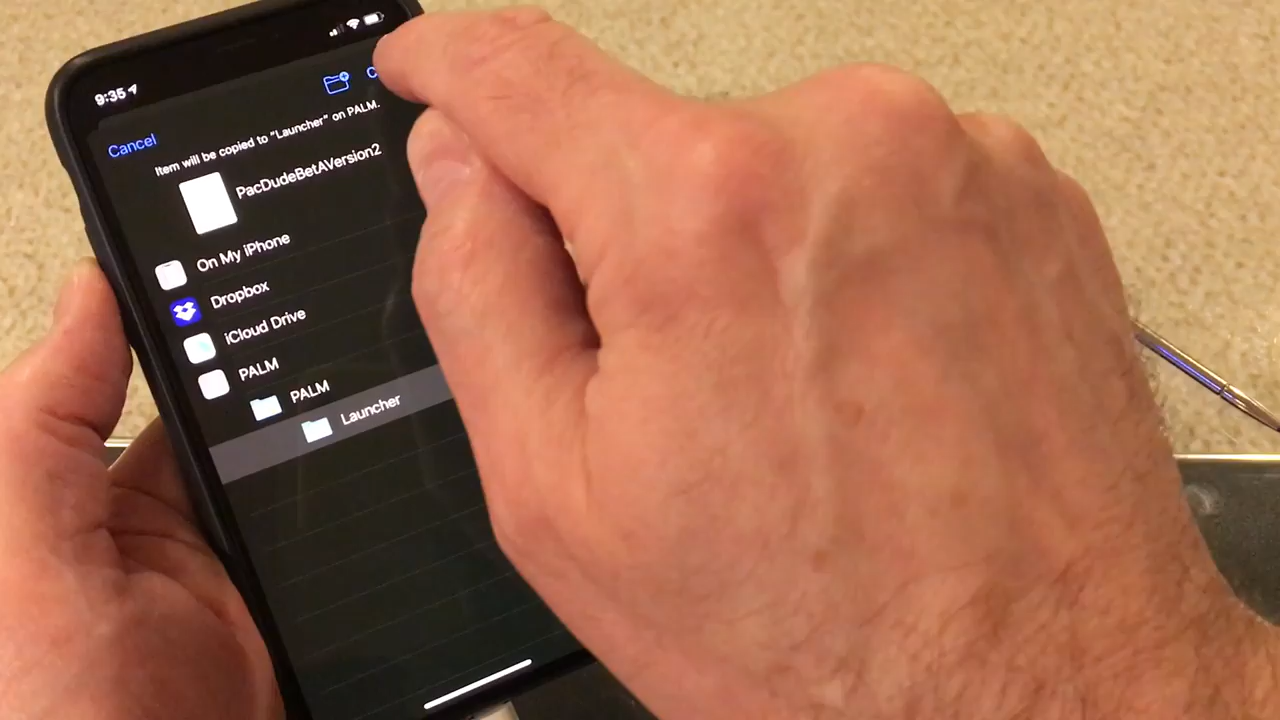 9:35
Cancel
Item will be copied to "Launcher" on PALM.
PacDudeBetAVersion2
On My iPhone
Dropbox
iCloud Drive
PALM
PALM
Launcher